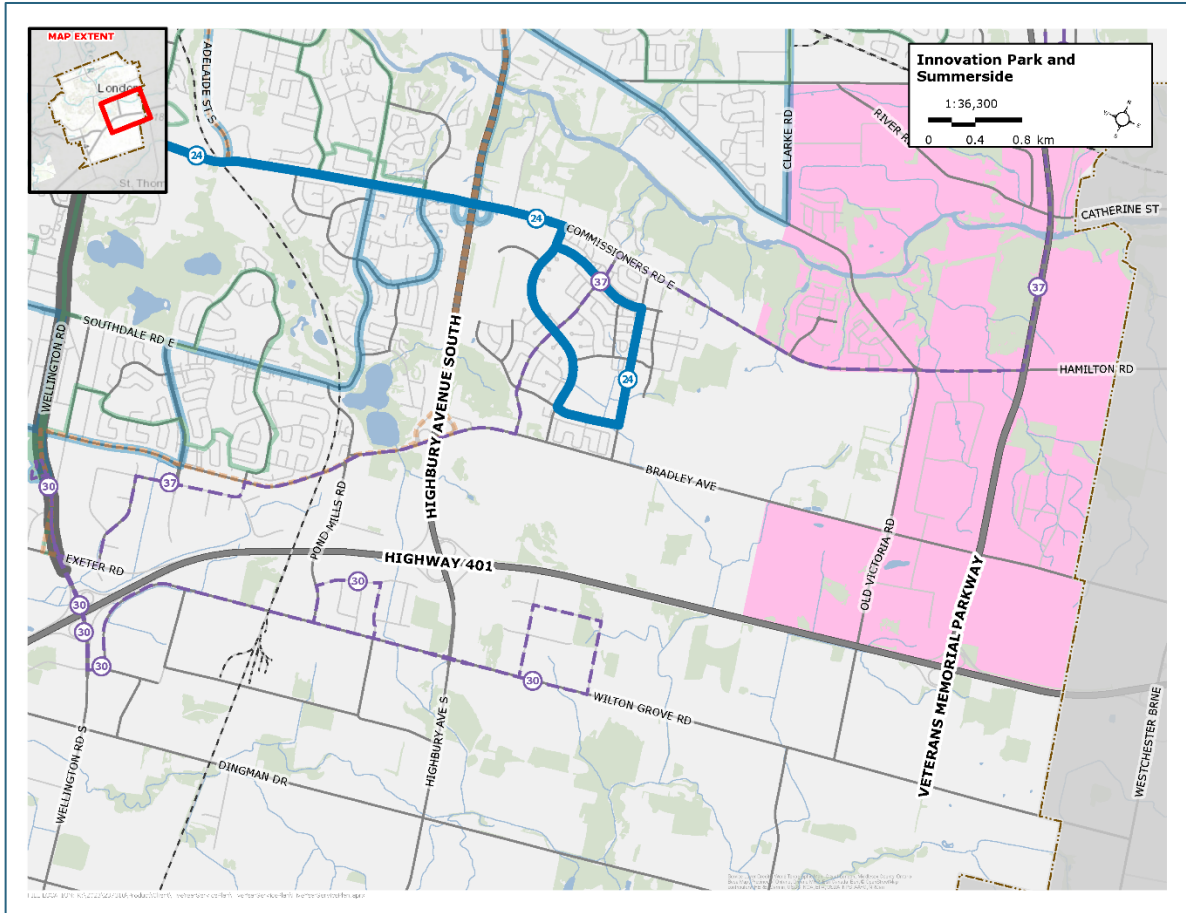 MAP EXTENT
London
St. Thom
Innovation Park and
Summerside
1:36,300
0 0.4 0.8 km
ADELAIDE ST S
CLARKE RD
RIVER R
CATHERINE ST
24
24
COMMISSIONERS RD E
37
37
SOUTHDALE RD E
WELLINGTON RD
HIGHBURY AVENUE SOUTH
24
HAMILTON RD
BRADLEY AVE
30
37
POND MILLS RD
EXETER RD
HIGHWAY 401
OLD VICTORIA RD
VETERANS MEMORIAL PARKWAY
30
30
30
30
30
WILTON GROVE RD
WELLINGTON RD S
HIGHBURY AVE S
DINGMAN DR
WESTCHESTER BRNE